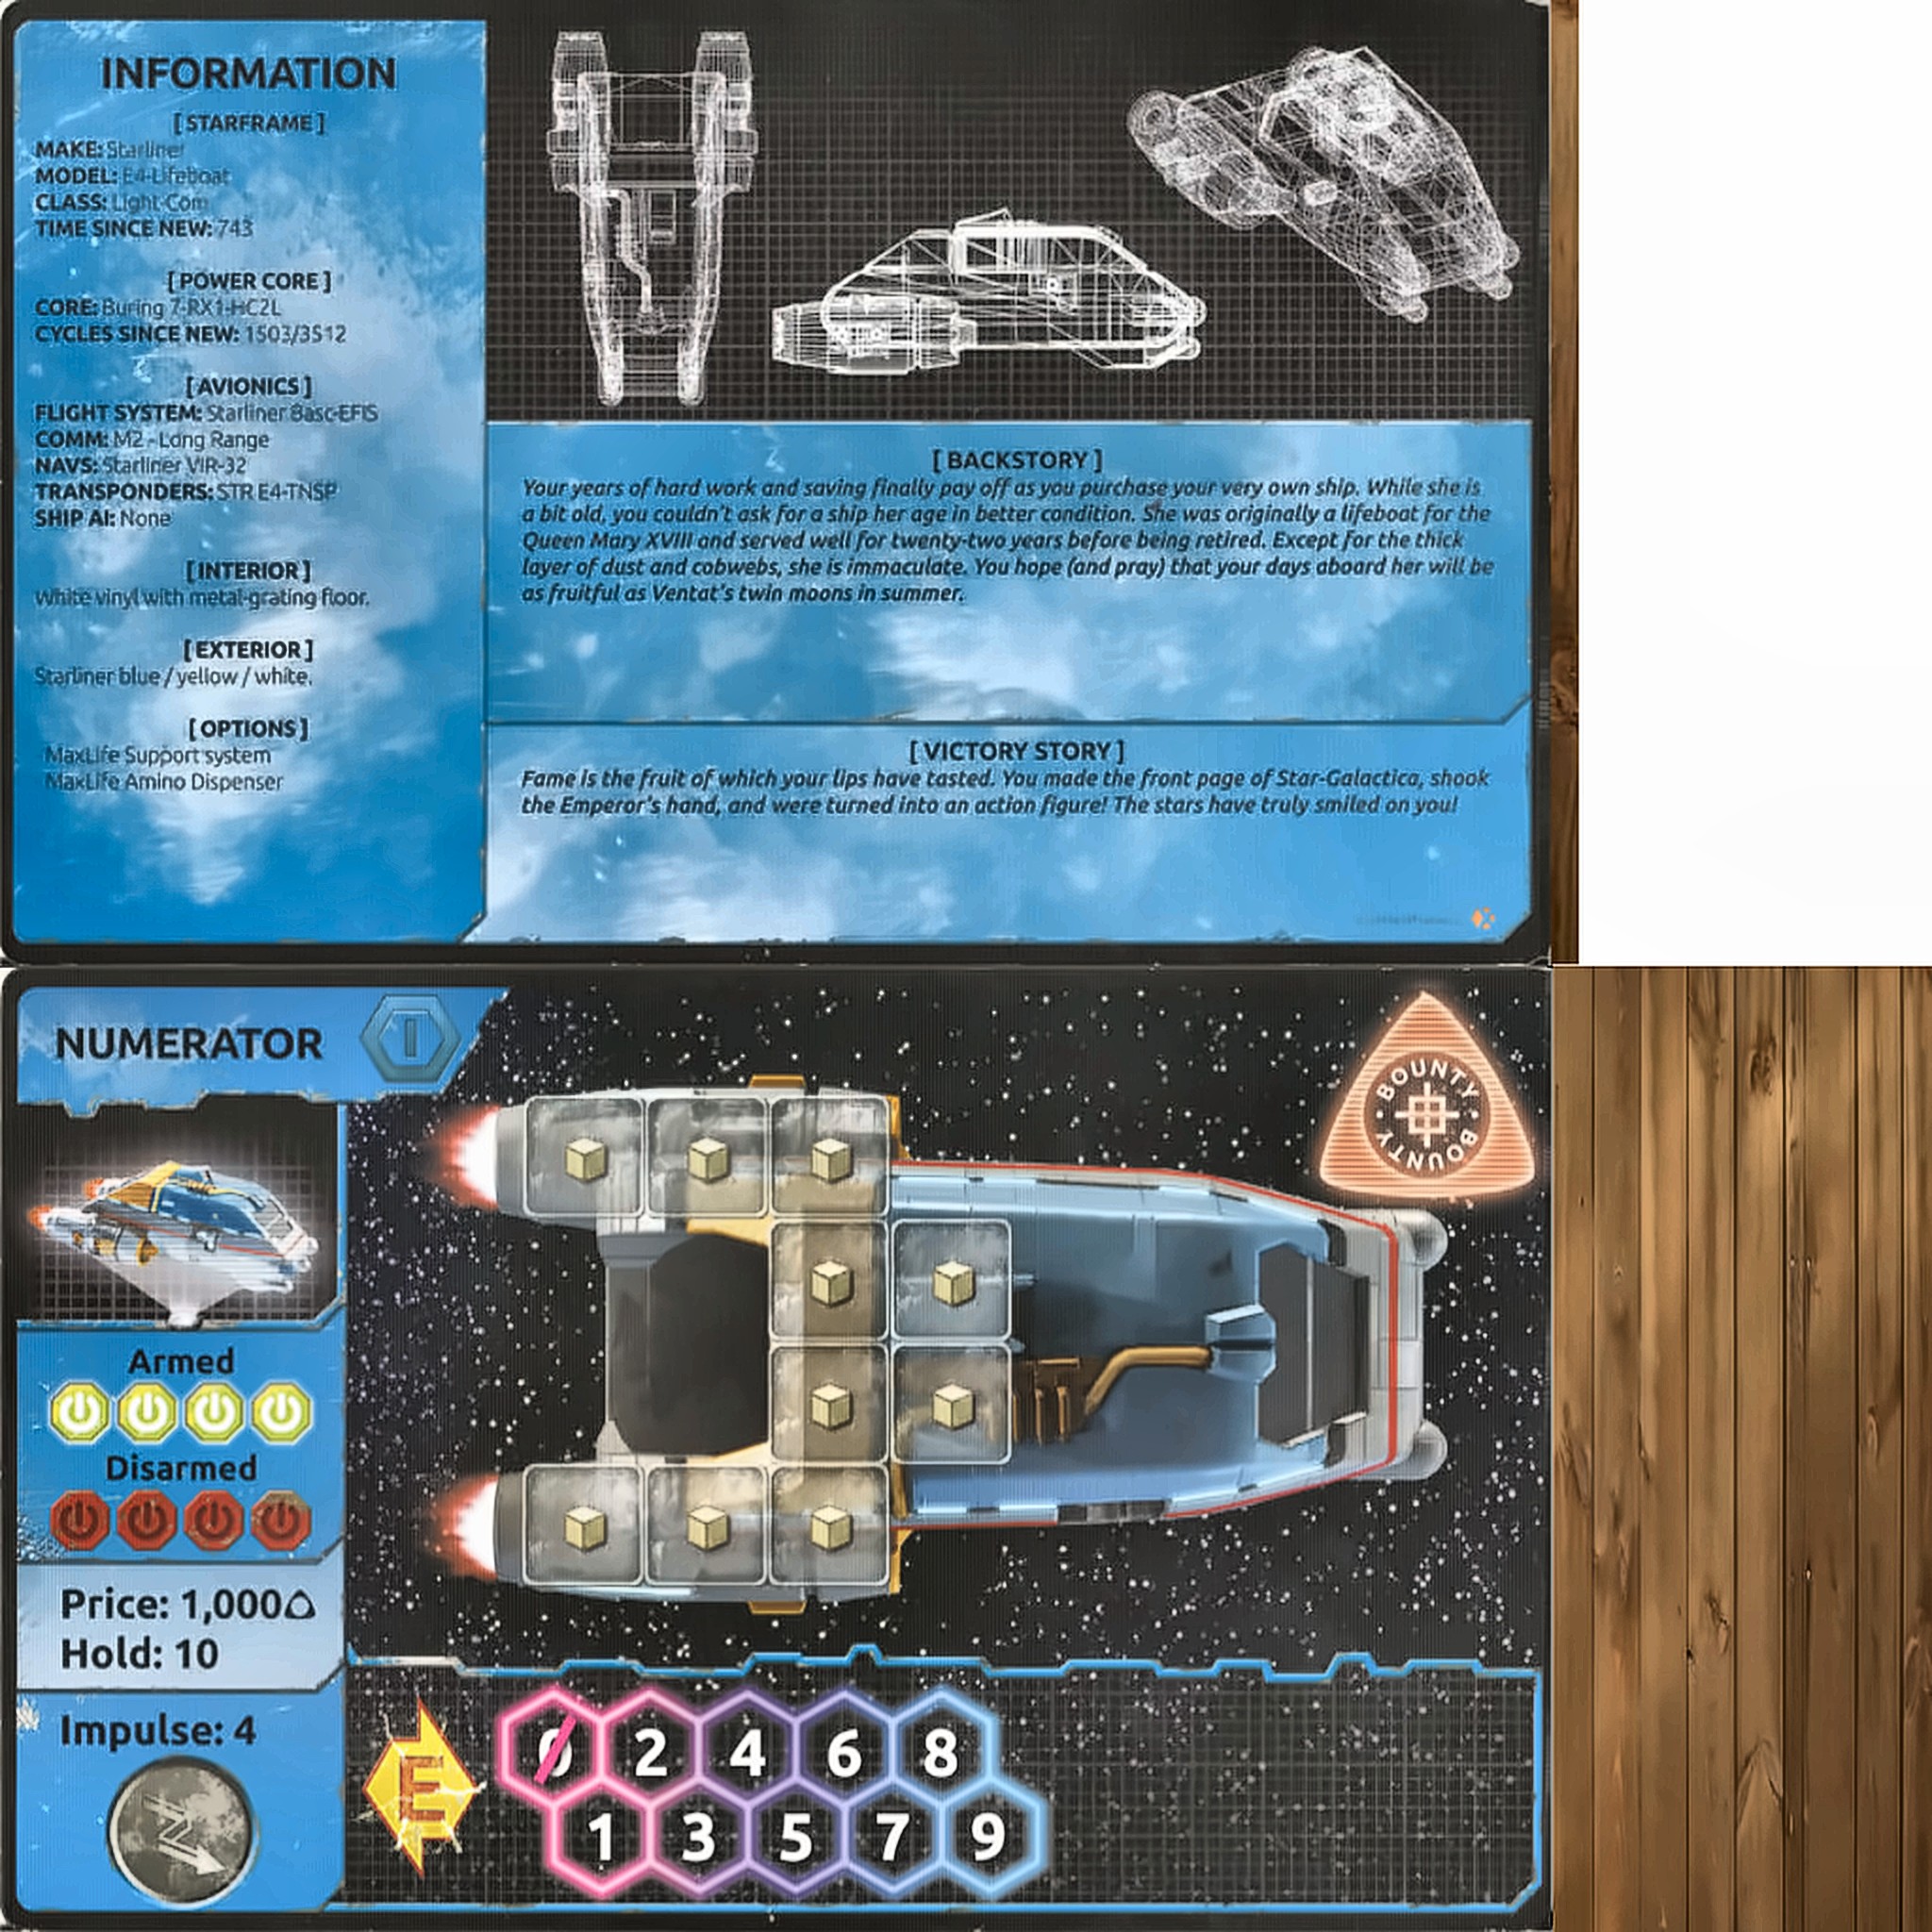 INFORMATION
[ STARFRAME ]
MAKE: Starliner
MODEL: E4-Lifeboat
CLASS: Light-Com
TIME SINCE NEW: 743
[ POWER CORE ]
CORE: Buring 7-RX1-HC2L
CYCLES SINCE NEW: 1503/3512
[ AVIONICS ]
FLIGHT SYSTEM: Starliner Basc-EFIS
COMM: M2 - Long Range
NAVS: Starliner VIR-32
TRANSPONDERS: STR E4-TNSP
SHIP AI: None
[ INTERIOR ]
White vinyl with metal-grating floor.
[ EXTERIOR ]
Starliner blue / yellow / white.
[ OPTIONS ]
MaxLife Support system
MaxLife Amino Dispenser
[ BACKSTORY ]
Your years of hard work and saving finally pay off as you purchase your very own ship. While she is
a bit old, you couldn't ask for a ship her age in better condition. She was originally a lifeboat for the
Queen Mary XVIII and served well for twenty-two years before being retired. Except for the thick
layer of dust and cobwebs, she is immaculate. You hope (and pray) that your days aboard her will be
as fruitful as Ventat's twin moons in summer.
[ VICTORY STORY ]
Fame is the fruit of which your lips have tasted. You made the front page of Star-Galactica, shook
the Emperor's hand, and were turned into an action figure! The stars have truly smiled on you!
NUMERATOR
I
BOUNTY
BOUNTY
Armed
Disarmed
Price: 1,000
Hold: 10
Impulse: 4
N
E
0 2 4 6 8
1 3 5 7 9